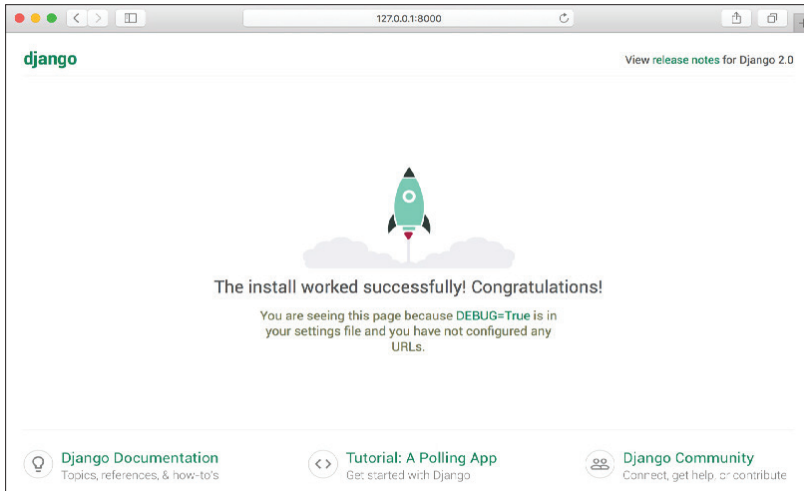 127.0.0.1:8000
django
View release notes for Django 2.0
The install worked successfully! Congratulations!
You are seeing this page because DEBUG=True is in
your settings file and you have not configured any
URLs.
Django Documentation
Topics, references, & how-to's
Tutorial: A Polling App
Get started with Django
Django Community
Connect, get help, or contribute